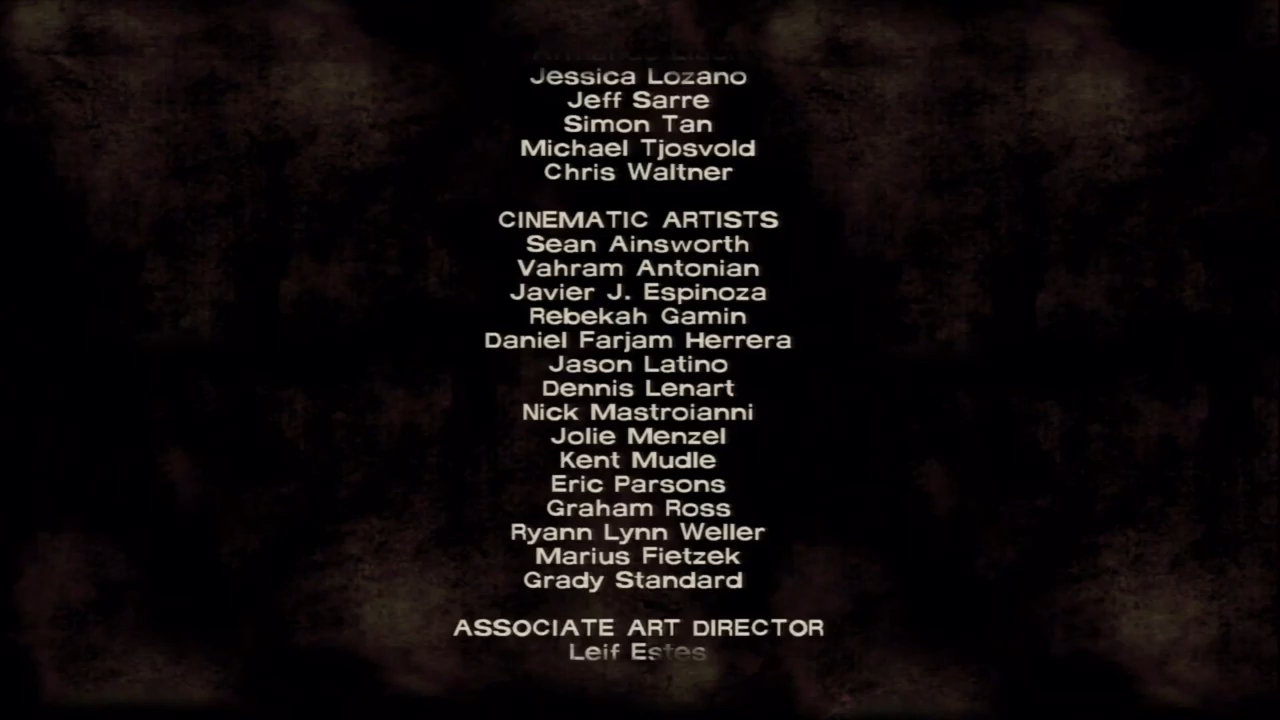 Jessica Lozano
Jeff Sarre
Simon Tan
Michael Tjosvold
Chris Waltner
CINEMATIC ARTISTS
Sean Ainsworth
Vahram Antonian
Javier J. Espinoza
Rebekah Gamin
Daniel Farjam Herrera
Jason Latino
Dennis Lenart
Nick Mastroianni
Jolie Menzel
Kent Mudle
Eric Parsons
Graham Ross
Ryann Lynn Weller
Marius Fietzek
Grady Standard
ASSOCIATE ART DIRECTOR
Leif Estes